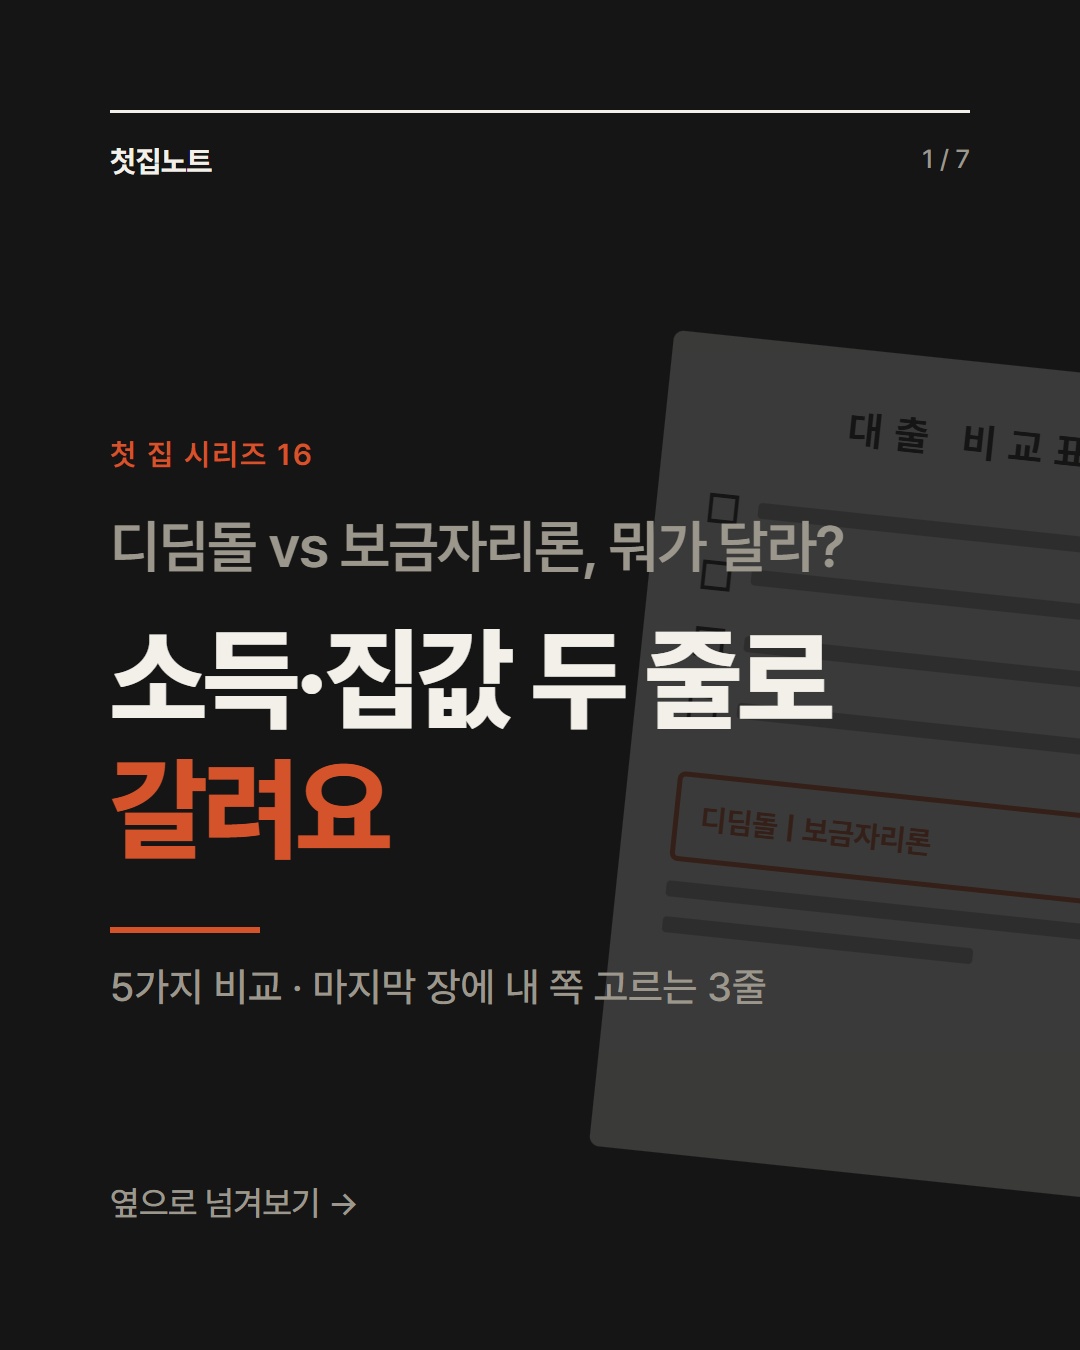 첫집노트
1 / 7
첫 집 시리즈 16
디딤돌 vs 보금자리론, 뭐가 달라?
소득·집값 두 줄로
갈려요
5가지 비교 · 마지막 장에 내 쪽 고르는 3줄
옆으로 넘겨보기 →
대출 비교표
디딤돌 | 보금자리론